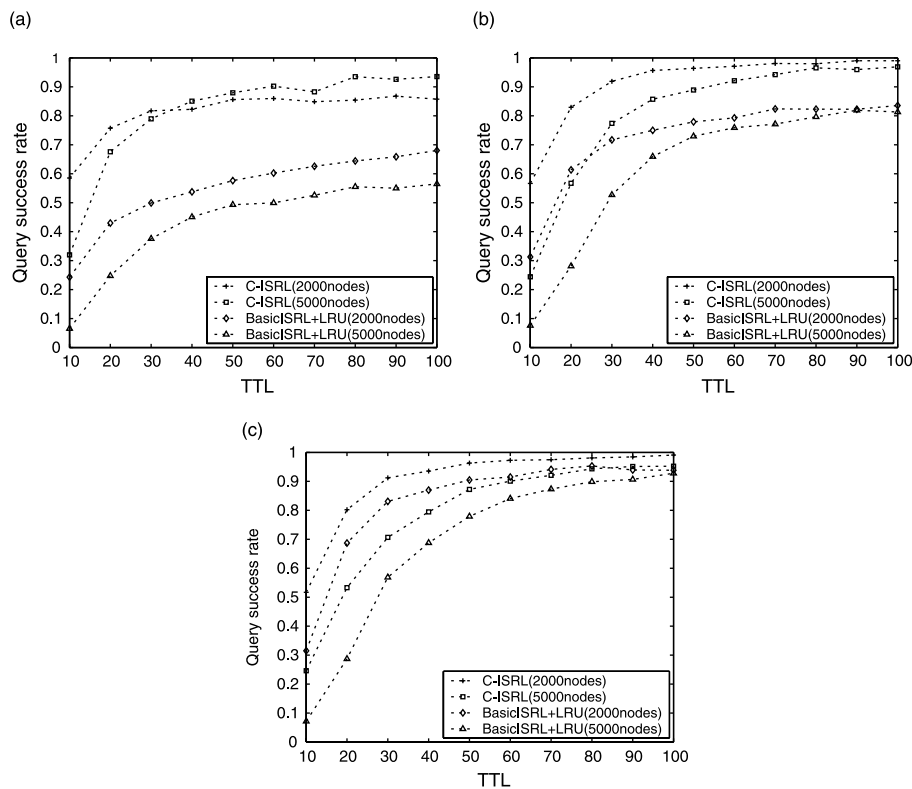 (a)
1
0.9
0.8
0.7
0.6
0.5
0.4
0.3
0.2
0.1
0
Query success rate
C-ISRL(2000nodes)
C-ISRL(5000nodes)
BasicISRL+LRU(2000nodes)
BasicISRL+LRU(5000nodes)
10 20 30 40 50 60 70 80 90 100
TTL
(b)
1
0.9
0.8
0.7
0.6
0.5
0.4
0.3
0.2
0.1
0
Query success rate
C-ISRL(2000nodes)
C-ISRL(5000nodes)
BasicISRL+LRU(2000nodes)
BasicISRL+LRU(5000nodes)
10 20 30 40 50 60 70 80 90 100
TTL
(c)
1
0.9
0.8
0.7
0.6
0.5
0.4
0.3
0.2
0.1
0
Query success rate
C-ISRL(2000nodes)
C-ISRL(5000nodes)
BasicISRL+LRU(2000nodes)
BasicISRL+LRU(5000nodes)
10 20 30 40 50 60 70 80 90 100
TTL